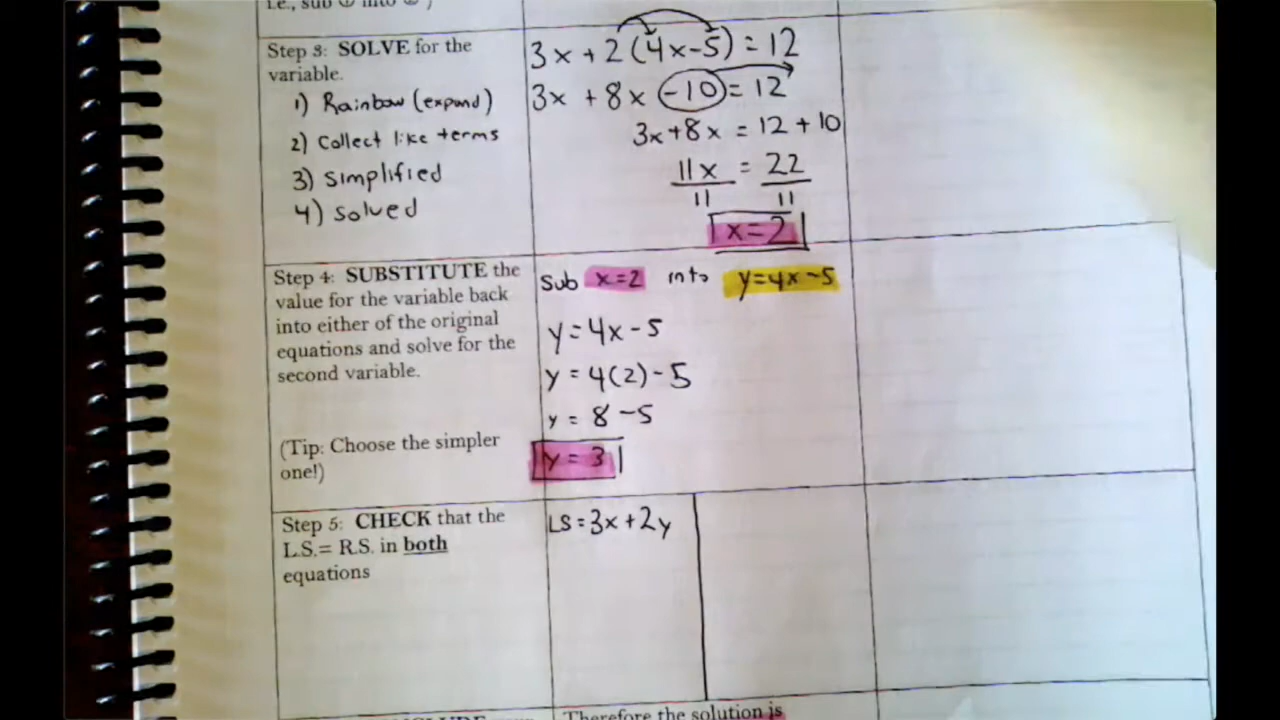 i.e., sub ① into ② )
Step 3: SOLVE for the
variable.
1) Rainbow (expand)
2) Collect like terms
3) simplified
4) solved
3x + 2(4x-5) = 12
3x + 8x -10 = 12
3x+8x = 12 + 10
11x = 22
11 11
x=2
Step 4: SUBSTITUTE the
value for the variable back
into either of the original
equations and solve for the
second variable.
(Tip: Choose the simpler
one!)
sub x=2 into y=4x-5
y=4x-5
y = 4(2)-5
y = 8-5
y = 3
Step 5: CHECK that the
L.S.= R.S. in both
equations
LS=3x+2y
Therefore the solution is